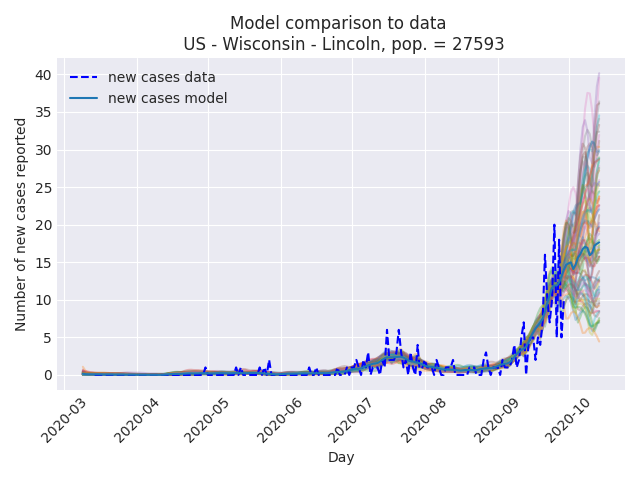 Model comparison to data
US - Wisconsin - Lincoln, pop. = 27593
new cases data
new cases model
Number of new cases reported
40
35
30
25
20
15
10
5
0
2020-03
2020-04
2020-05
2020-06
2020-07
2020-08
2020-09
2020-10
Day